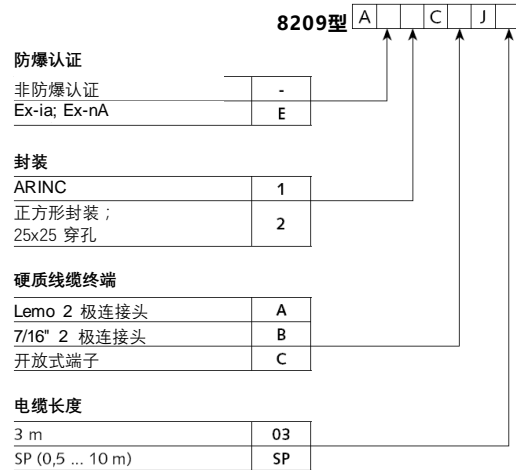 8209型 A C J
防爆认证
非防爆认证 -
Ex-ia; Ex-nA E
封装
ARINC 1
正方形封装；
25x25 穿孔 2
硬质线缆终端
Lemo 2 极连接头 A
7/16" 2 极连接头 B
开放式端子 C
电缆长度
3 m 03
SP (0,5 ... 10 m) SP